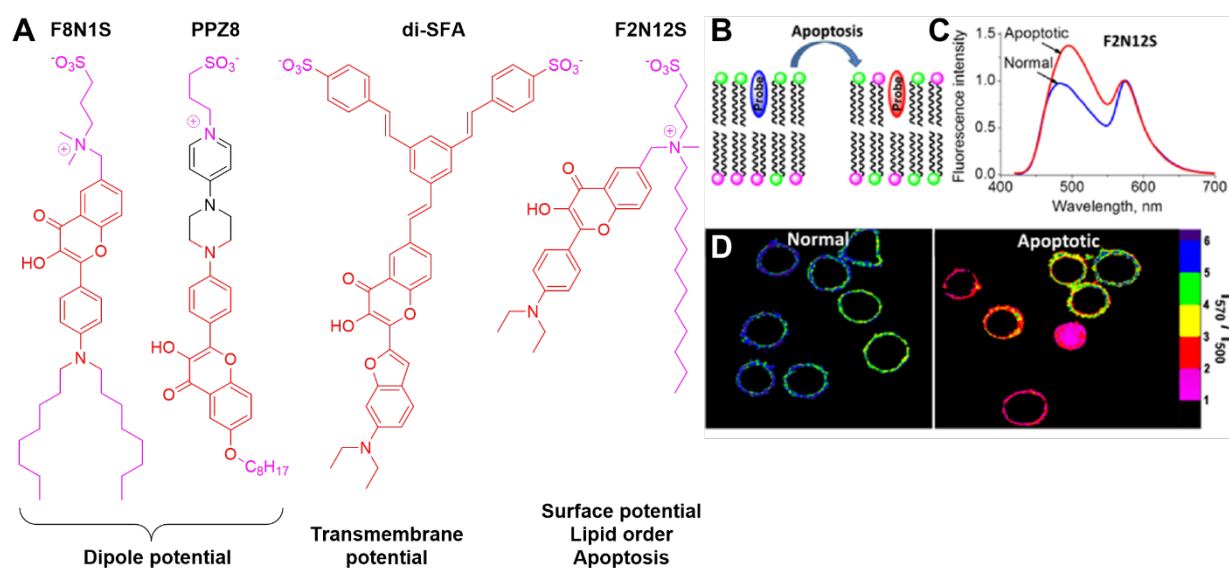 A
F8N1S
PPZ8
di-SFA
F2N12S
⁻O₃S
SO₃⁻
⁻O₃S
SO₃⁻
SO₃⁻
N
⊕
N
⊕
N
⊕
O
HO
O
N
N
N
HO
O
O
O
C₈H₁₇
O
HO
O
O
N
O
HO
O
N
Dipole potential
Transmembrane
potential
Surface potential
Lipid order
Apoptosis
B
Apoptosis
Probe
Probe
C
F2N12S
Apoptotic
Normal
Fluorescence intensity
1.5
1.0
0.5
0.0
400
500
600
700
Wavelength, nm
D
Normal
Apoptotic
6
5
4
3
2
1
I₅₇₀ / I₅₀₀